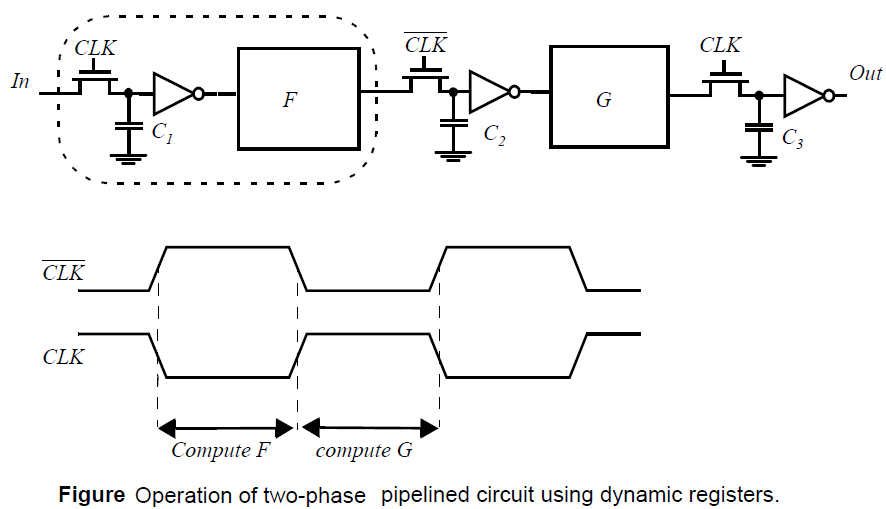 In
CLK
C1
F
CLK
C2
G
CLK
C3
Out
CLK
CLK
Compute F
compute G
Figure Operation of two-phase pipelined circuit using dynamic registers.